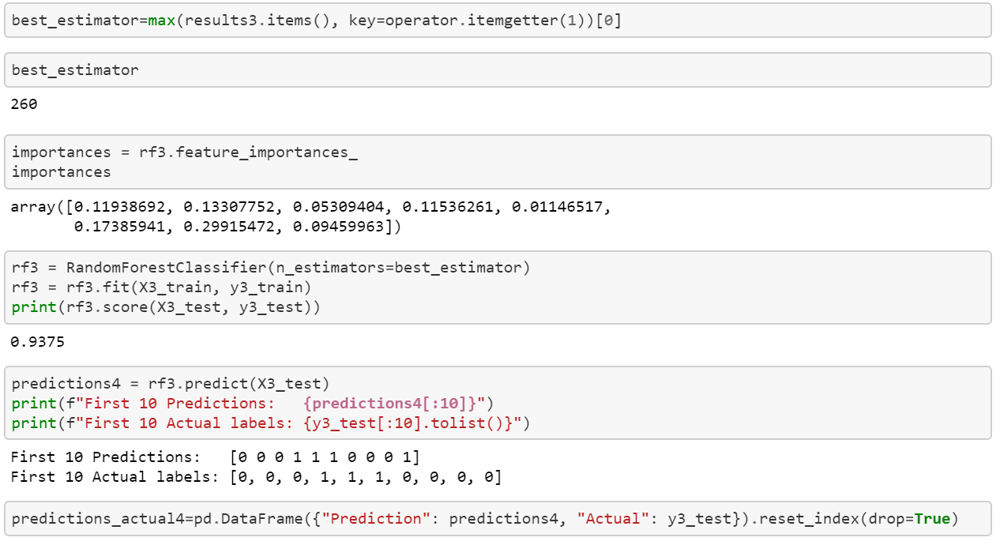 best_estimator=max(results3.items(), key=operator.itemgetter(1))[0]
best_estimator
260
importances = rf3.feature_importances_
importances
array([0.11938692, 0.13307752, 0.05309404, 0.11536261, 0.01146517,
       0.17385941, 0.29915472, 0.09459963])
rf3 = RandomForestClassifier(n_estimators=best_estimator)
rf3 = rf3.fit(X3_train, y3_train)
print(rf3.score(X3_test, y3_test))
0.9375
predictions4 = rf3.predict(X3_test)
print(f"First 10 Predictions:   {predictions4[:10]}")
print(f"First 10 Actual labels: {y3_test[:10].tolist()}")
First 10 Predictions:   [0 0 0 1 1 1 0 0 0 1]
First 10 Actual labels: [0, 0, 0, 1, 1, 1, 0, 0, 0, 0]
predictions_actual4=pd.DataFrame({"Prediction": predictions4, "Actual": y3_test}).reset_index(drop=True)